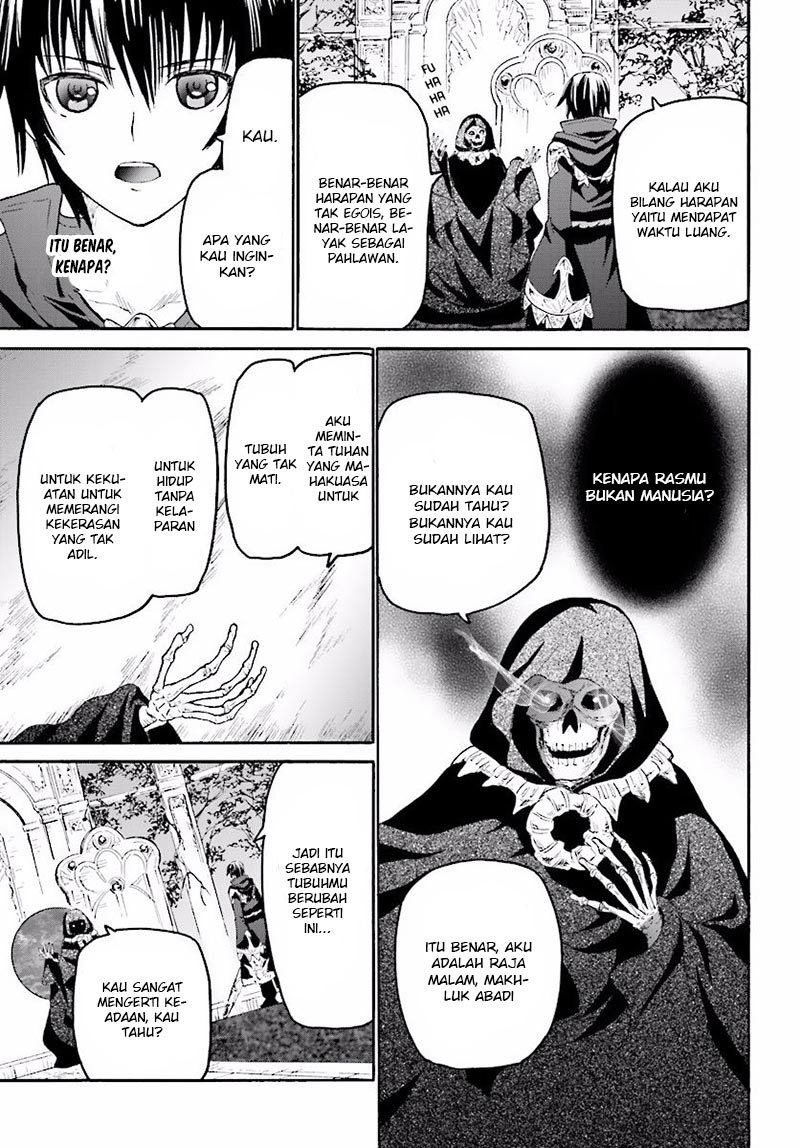 KALAU AKU
BILANG HARAPAN
YAITU MENDAPAT
WAKTU LUANG.
FU
HA
HA
HA
BENAR-BENAR
HARAPAN YANG
TAK EGOIS, BE-
NAR-BENAR LA-
YAK SEBAGAI
PAHLAWAN.
KAU.
APA YANG
KAU INGIN-
KAN?
ITU BENAR,
KENAPA?
KENAPA RASMU
BUKAN MANUSIA?
BUKANNYA KAU
SUDAH TAHU?
BUKANNYA KAU
SUDAH LIHAT?
ITU BENAR, AKU
ADALAH RAJA
MALAM, MAKH-
LUK ABADI
AKU
MEMIN-
TA TUHAN
YANG MA-
HAKUASA
UNTUK
TUBUH
YANG TAK
MATI.
UNTUK
HIDUP
TANPA
KELA-
PARAN
UNTUK KEKU-
ATAN UNTUK
MEMERANGI
KEKERASAN
YANG TAK
ADIL.
JADI ITU
SEBABNYA
TUBUHMU
BERUBAH
SEPERTI
INI...
KAU SANGAT
MENGERTI KE-
ADAAN, KAU
TAHU?